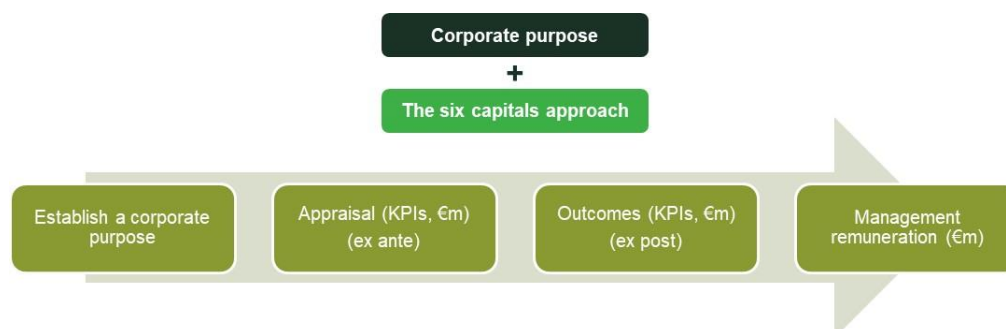 Corporate purpose
+
The six capitals approach
Establish a corporate
purpose
Appraisal (KPIs, €m)
(ex ante)
Outcomes (KPIs, €m)
(ex post)
Management
remuneration (€m)